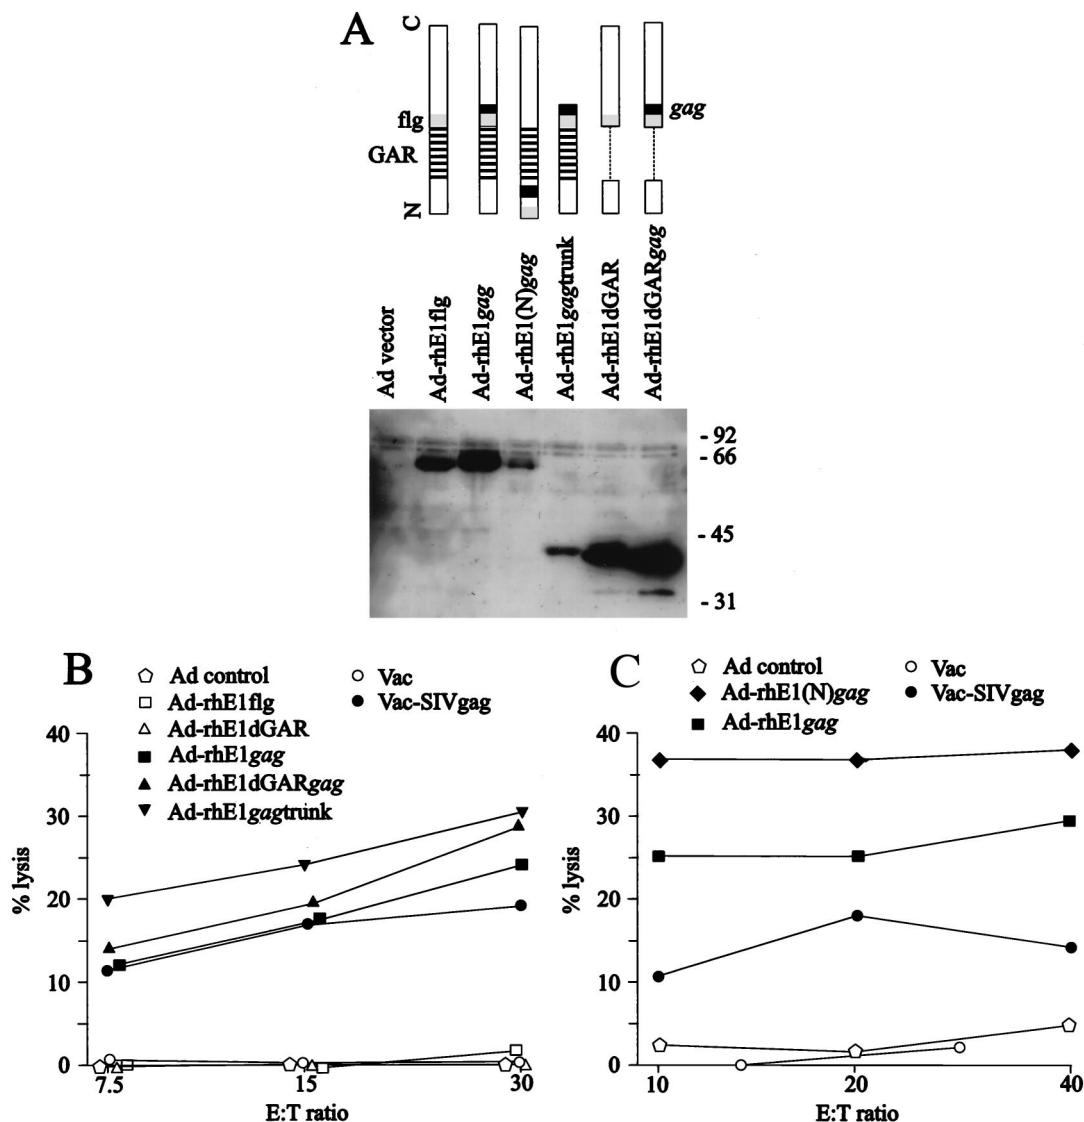 A
C
flg
GAR
N
gag
Ad vector
Ad-rhE1flg
Ad-rhE1gag
Ad-rhE1(N)gag
Ad-rhE1gagtrunk
Ad-rhE1dGAR
Ad-rhE1dGARgag
- 92
- 66
- 45
- 31
B
Ad control
Ad-rhE1flg
Ad-rhE1dGAR
Ad-rhE1gag
Ad-rhE1dGARgag
Ad-rhE1gagtrunk
Vac
Vac-SIVgag
% lysis
40
30
20
10
0
7.5 15 30
E:T ratio
C
Ad control
Ad-rhE1(N)gag
Ad-rhE1gag
Vac
Vac-SIVgag
% lysis
40
30
20
10
0
10 20 40
E:T ratio